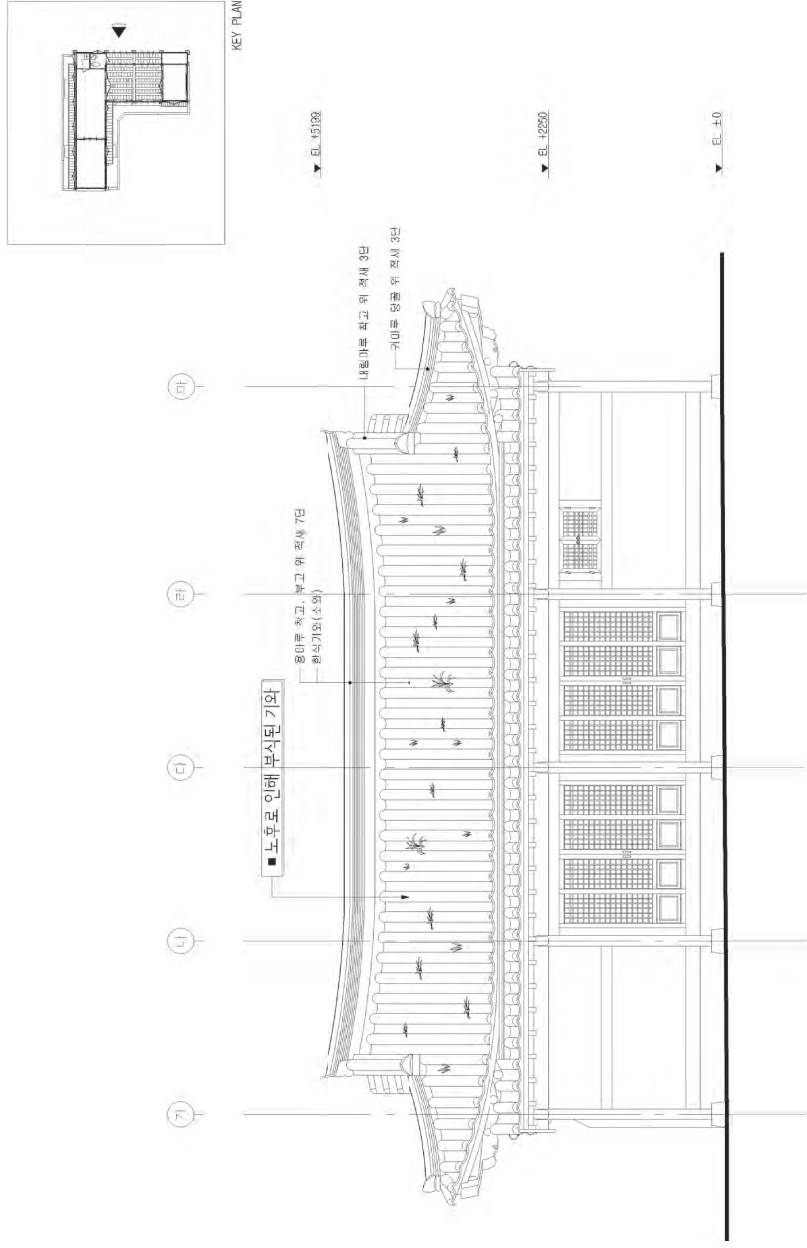 KEY PLAN
▼ EL +5199
▼ EL +2250
▼ EL ±0
가
나
다
라
마
■ 노후로 인해 부식된 기와
용마루 착고, 부고 위 적새 7단
한식기와(소와)
내림마루 착고 위 적새 3단
귀마루 당골 위 적새 3단